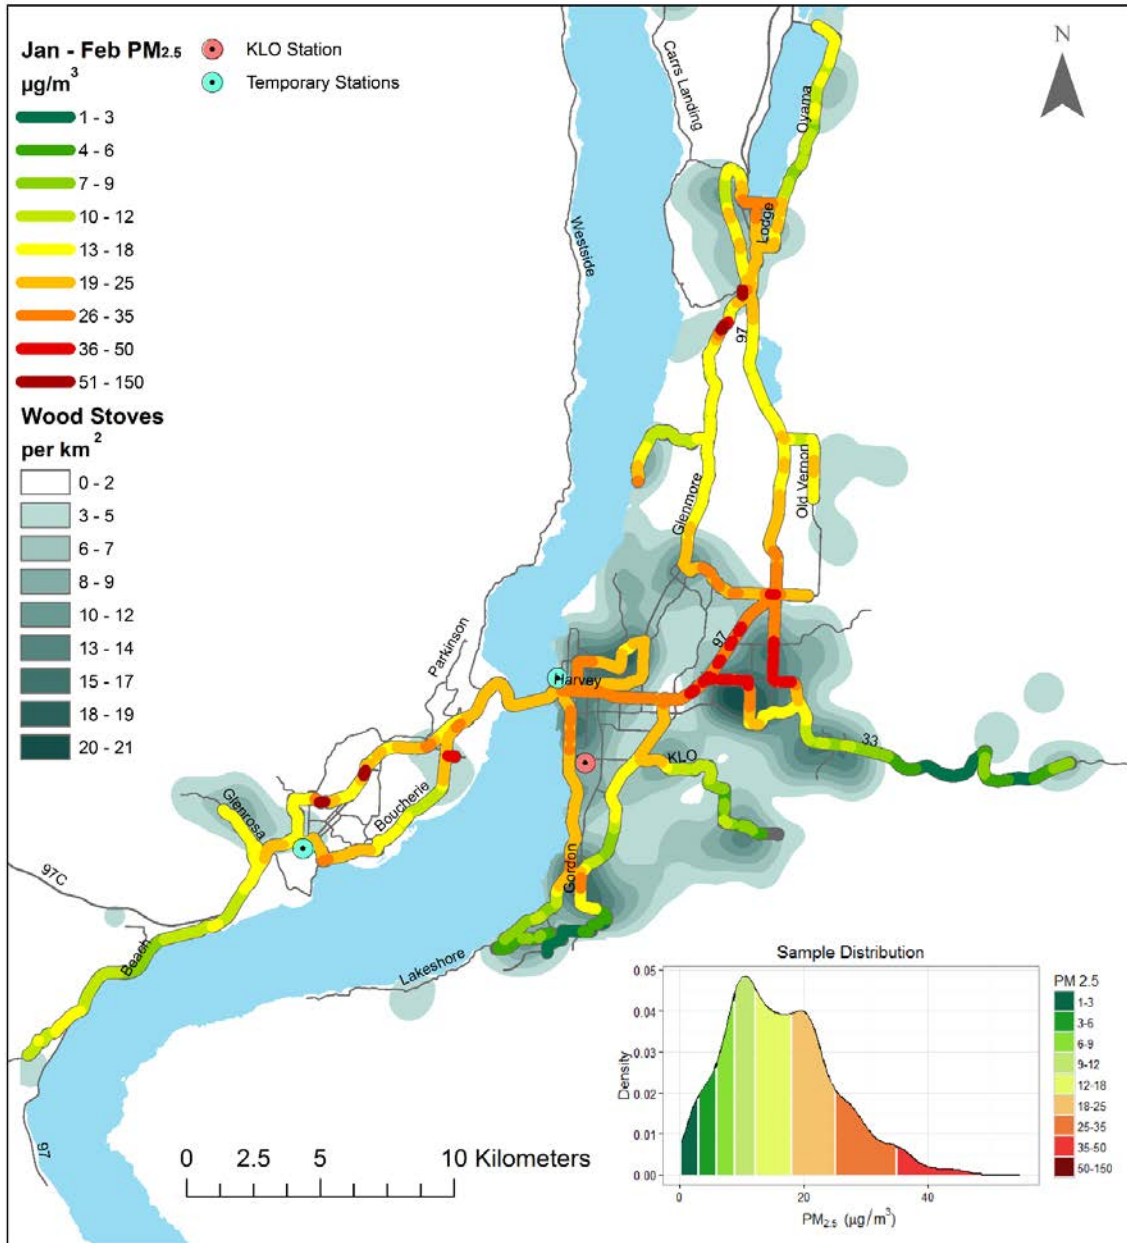 Jan - Feb PM2.5
µg/m3
KLO Station
Temporary Stations
1 - 3
4 - 6
7 - 9
10 - 12
13 - 18
19 - 25
26 - 35
36 - 50
51 - 150
Wood Stoves
per km2
0 - 2
3 - 5
6 - 7
8 - 9
10 - 12
13 - 14
15 - 17
18 - 19
20 - 21
N
Carrs Landing
Oyama
Westside
Lodge
97
Glenmore
Old Vernon
Parkinson
97
Harvey
33
KLO
Boucherie
Glenrosa
Gordon
97C
Beach
Lakeshore
97
0 2.5 5 10 Kilometers
Sample Distribution
0.05
0.04
0.03
0.02
0.01
0.00
Density
0 20 40
PM2.5 (µg/m3)
PM 2.5
1-3
3-6
6-9
9-12
12-18
18-25
25-35
35-50
50-150